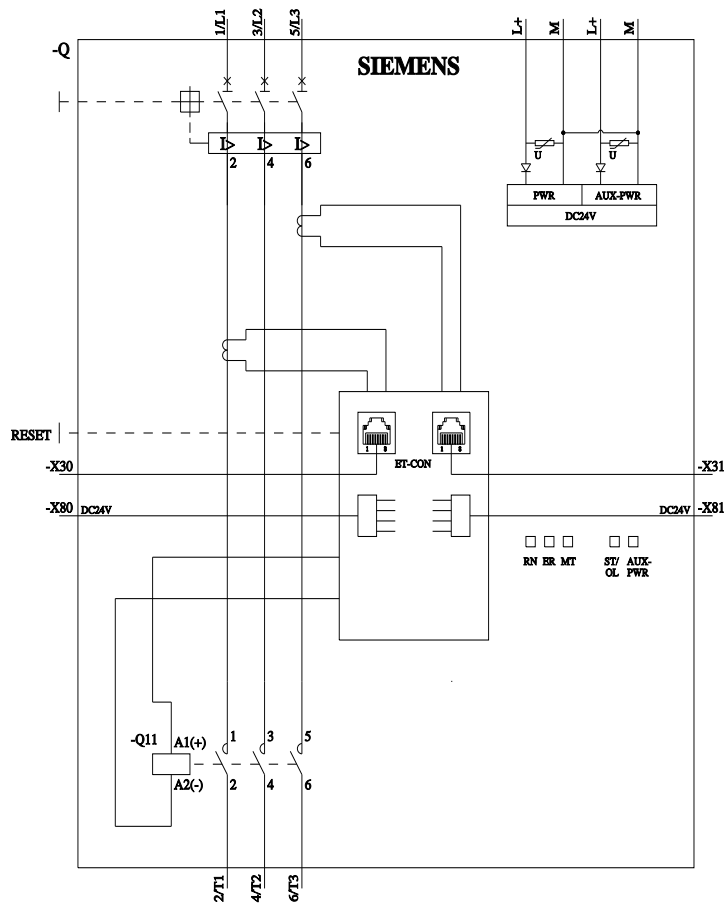 1/L1
3/L2
5/L3
L+
M
L+
M
-Q
SIEMENS
I> I> I>
2 4 6
U
U
PWR AUX-PWR
DC24V
RESET
1 8
1 8
ET-CON
-X30
-X31
-X80 DC24V
DC24V -X81
RN ER MT
ST/
OL
AUX-
PWR
-Q11
A1(+)
A2(-)
1 3 5
2 4 6
2/T1
4/T2
6/T3